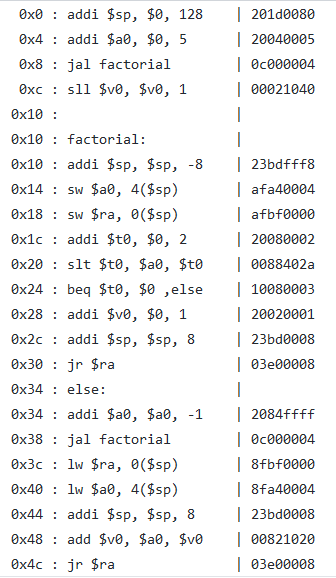 0x0 : addi $sp, $0, 128 | 201d0080
0x4 : addi $a0, $0, 5 | 20040005
0x8 : jal factorial | 0c000004
0xc : sll $v0, $v0, 1 | 00021040
0x10 : |
0x10 : factorial: |
0x10 : addi $sp, $sp, -8 | 23bdfff8
0x14 : sw $a0, 4($sp) | afa40004
0x18 : sw $ra, 0($sp) | afbf0000
0x1c : addi $t0, $0, 2 | 20080002
0x20 : slt $t0, $a0, $t0 | 0088402a
0x24 : beq $t0, $0 ,else | 10080003
0x28 : addi $v0, $0, 1 | 20020001
0x2c : addi $sp, $sp, 8 | 23bd0008
0x30 : jr $ra | 03e00008
0x34 : else: |
0x34 : addi $a0, $a0, -1 | 2084ffff
0x38 : jal factorial | 0c000004
0x3c : lw $ra, 0($sp) | 8fbf0000
0x40 : lw $a0, 4($sp) | 8fa40004
0x44 : addi $sp, $sp, 8 | 23bd0008
0x48 : add $v0, $a0, $v0 | 00821020
0x4c : jr $ra | 03e00008